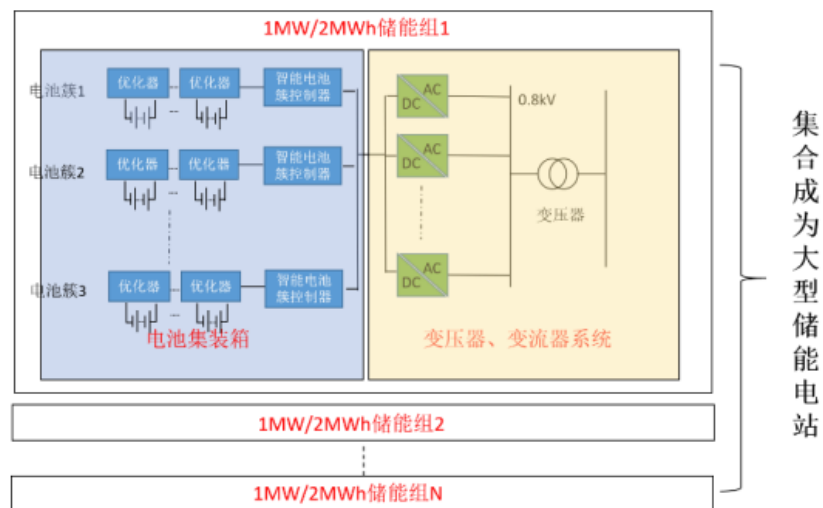 1MW/2MWh储能组1
电池簇1
优化器
优化器
智能电池
簇控制器
电池簇2
优化器
优化器
智能电池
簇控制器
电池簇3
优化器
优化器
智能电池
簇控制器
电池集装箱
AC
DC
AC
DC
AC
DC
0.8kV
变压器
变压器、变流器系统
1MW/2MWh储能组2
1MW/2MWh储能组N
集合成为大型储能电站